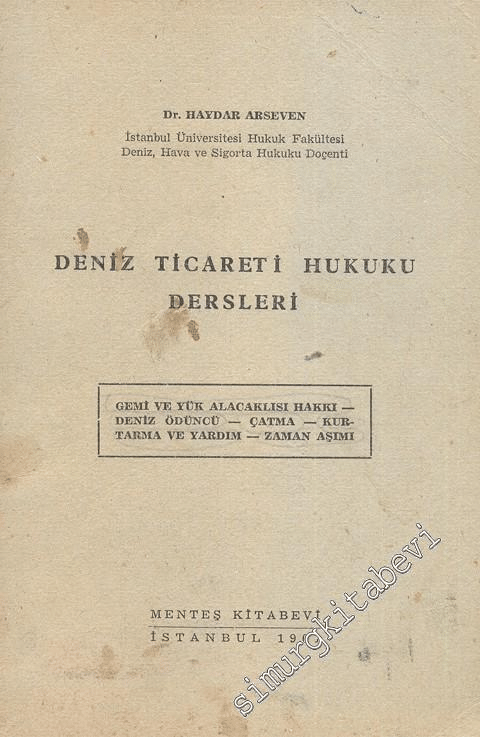 Dr. HAYDAR ARSEVEN
İstanbul Üniversitesi Hukuk Fakültesi
Deniz, Hava ve Sigorta Hukuku Doçenti
DENİZ TİCARETİ HUKUKU
DERSLERİ
GEMİ VE YÜK ALACAKLISI HAKKI —
DENİZ ÖDÜNCÜ — ÇATMA — KUR-
TARMA VE YARDIM — ZAMAN AŞIMI
MENTEŞ KİTABEVİ
İSTANBUL
simurgkitabevi